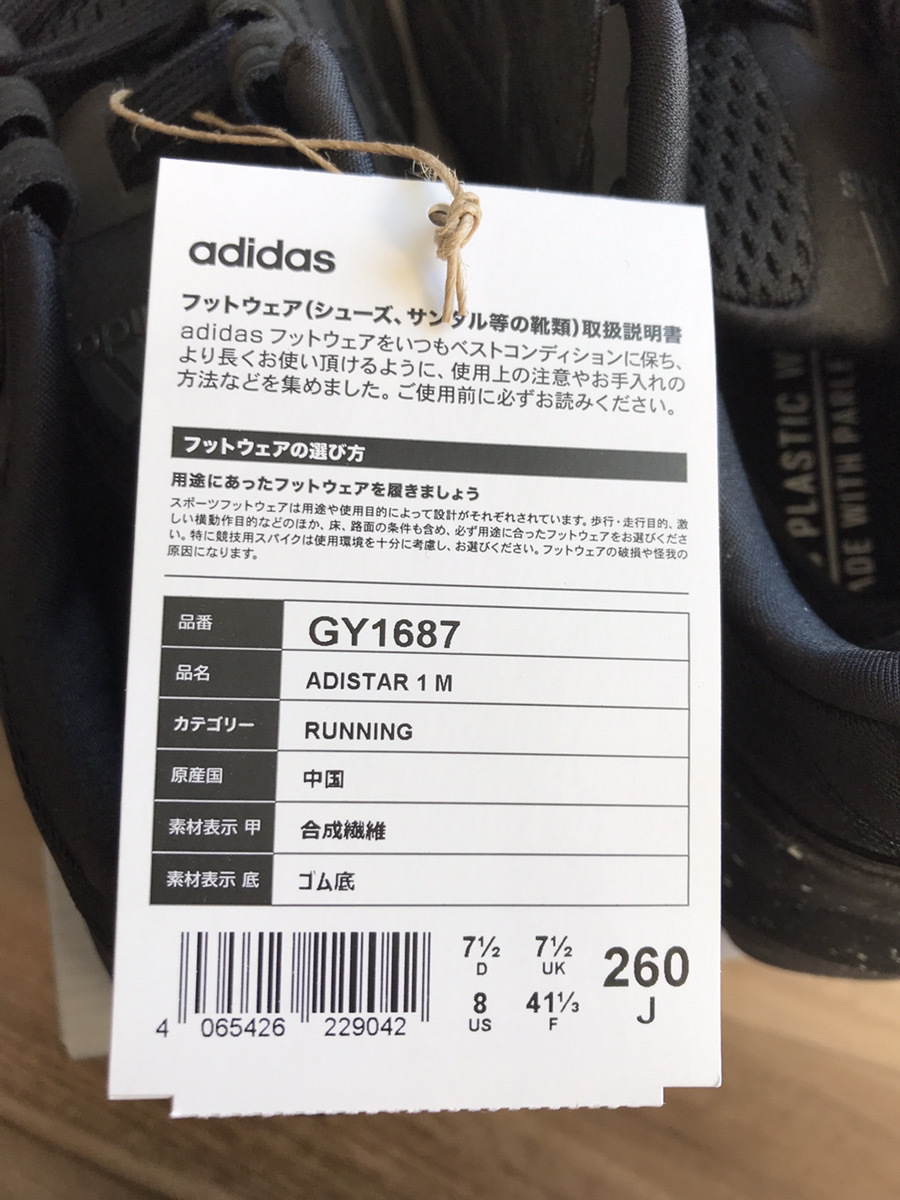 adidas
フットウェア(シューズ、サンダル等の靴類)取扱説明書
adidas フットウェアをいつもベストコンディションに保ち、
より長くお使い頂けるように、使用上の注意やお手入れの
方法などを集めました。ご使用前に必ずお読みください。
フットウェアの選び方
用途にあったフットウェアを履きましょう
スポーツフットウェアは用途や使用目的によって設計がそれぞれされています。歩行・走行目的、激
しい横動作目的などのほか、床、路面の条件も含め、必ず用途に合ったフットウェアをお選びくださ
い。特に競技用スパイクは使用環境を十分に考慮し、お選びください。フットウェアの破損や怪我の
原因になります。
品番 GY1687
品名 ADISTAR 1 M
カテゴリー RUNNING
原産国 中国
素材表示 甲 合成繊維
素材表示 底 ゴム底
7½ D 7½ UK 260 J
8 US 41⅓ F
4 065426 229042
PLASTIC W
ADE WITH PARLE